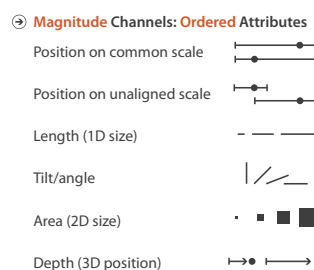 Magnitude Channels: Ordered Attributes
Position on common scale
Position on unaligned scale
Length (1D size)
Tilt/angle
Area (2D size)
Depth (3D position)